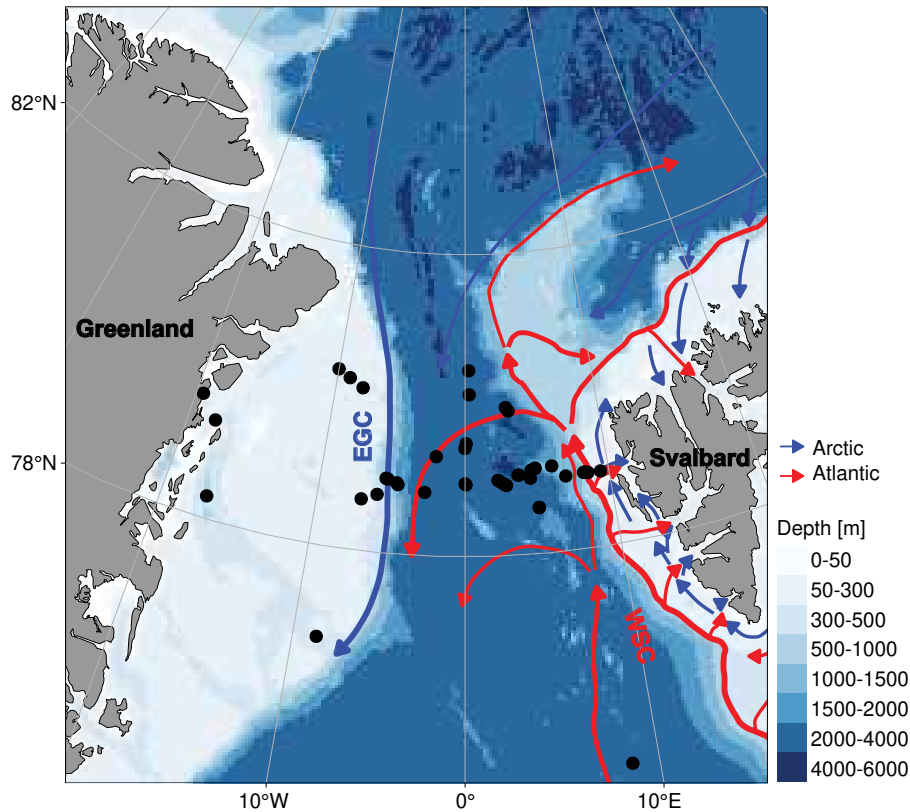 82°N
Greenland
78°N
EGC
Svalbard
WSC
10°W
0°
10°E
Arctic
Atlantic
Depth [m]
0-50
50-300
300-500
500-1000
1000-1500
1500-2000
2000-4000
4000-6000